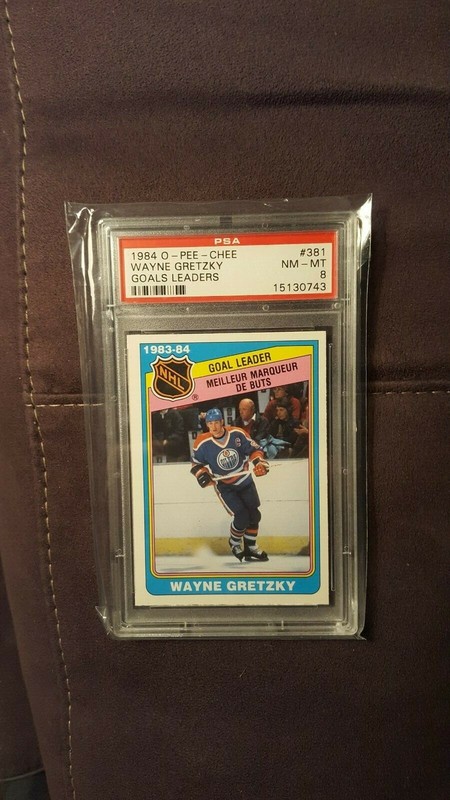 PSA
1984 O-PEE-CHEE #381
WAYNE GRETZKY NM-MT
GOALS LEADERS 8
15130743
1983-84
NHL
®
GOAL LEADER
MEILLEUR MARQUEUR
DE BUTS
OILERS
WAYNE GRETZKY